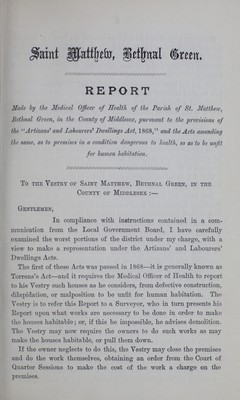 Saint Matthew, Bethnal Green.
REPORT
Made by the Medical Officer of Health of the Parish of St. Matthew,
Bethnal Green, in the County of Middlesex, pursuant to the provisions of
the "Artizans' and Labourers' Dwellings Act, 1868," and the Acts amending
the same, as to premises in a condition dangerous to health, so as to be unfit
for human habitation.
TO THE VESTRY OF SAINT MATTHEW, BETHNAL GREEN, IN THE
COUNTY OF MIDDLESEX :—
GENTLEMEN,
In compliance with instructions contained in a com-
munication from the Local Government Board, I have carefully
examined the worst portions of the district under my charge, with a
view to make a representation under the Artizans' and Labourers'
Dwellings Acts.
The first of these Acts was passed in 1868—it is generally known as
Torrens's Act—and it requires the Medical Officer of Health to report
to his Vestry such houses as he considers, from defective construction,
dilapidation, or malposition to be unfit for human habitation. The
Vestry is to refer this Report to a Surveyor, who in turn presents his
Report upon what works are necessary to be done in order to make
the houses habitable; or, if this be impossible, he advises demolition.
The Vestry may now require the owners to do such works as may
make the houses habitable, or pull them down.
If the owner neglects to do this, the Vestry may close the premises
and do the work themselves, obtaining an order from the Court of
Quarter Sessions to make the cost of the work a charge on the
premises.